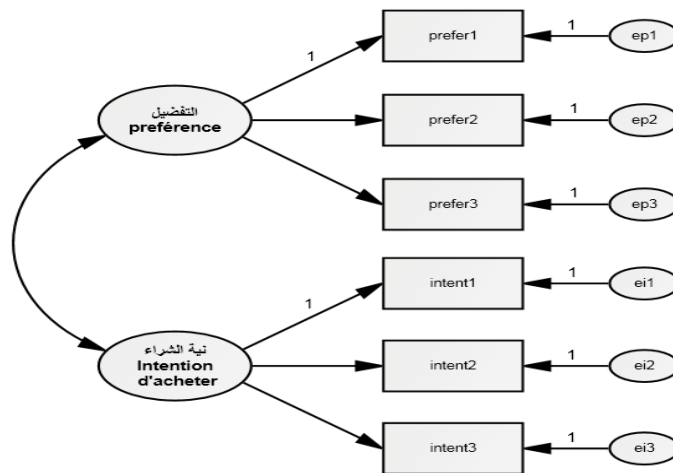 1
prefer1
1
ep1
التفضيل
preférence
prefer2
1
ep2
prefer3
1
ep3
1
intent1
1
ei1
نية الشراء
Intention
d'acheter
intent2
1
ei2
intent3
1
ei3